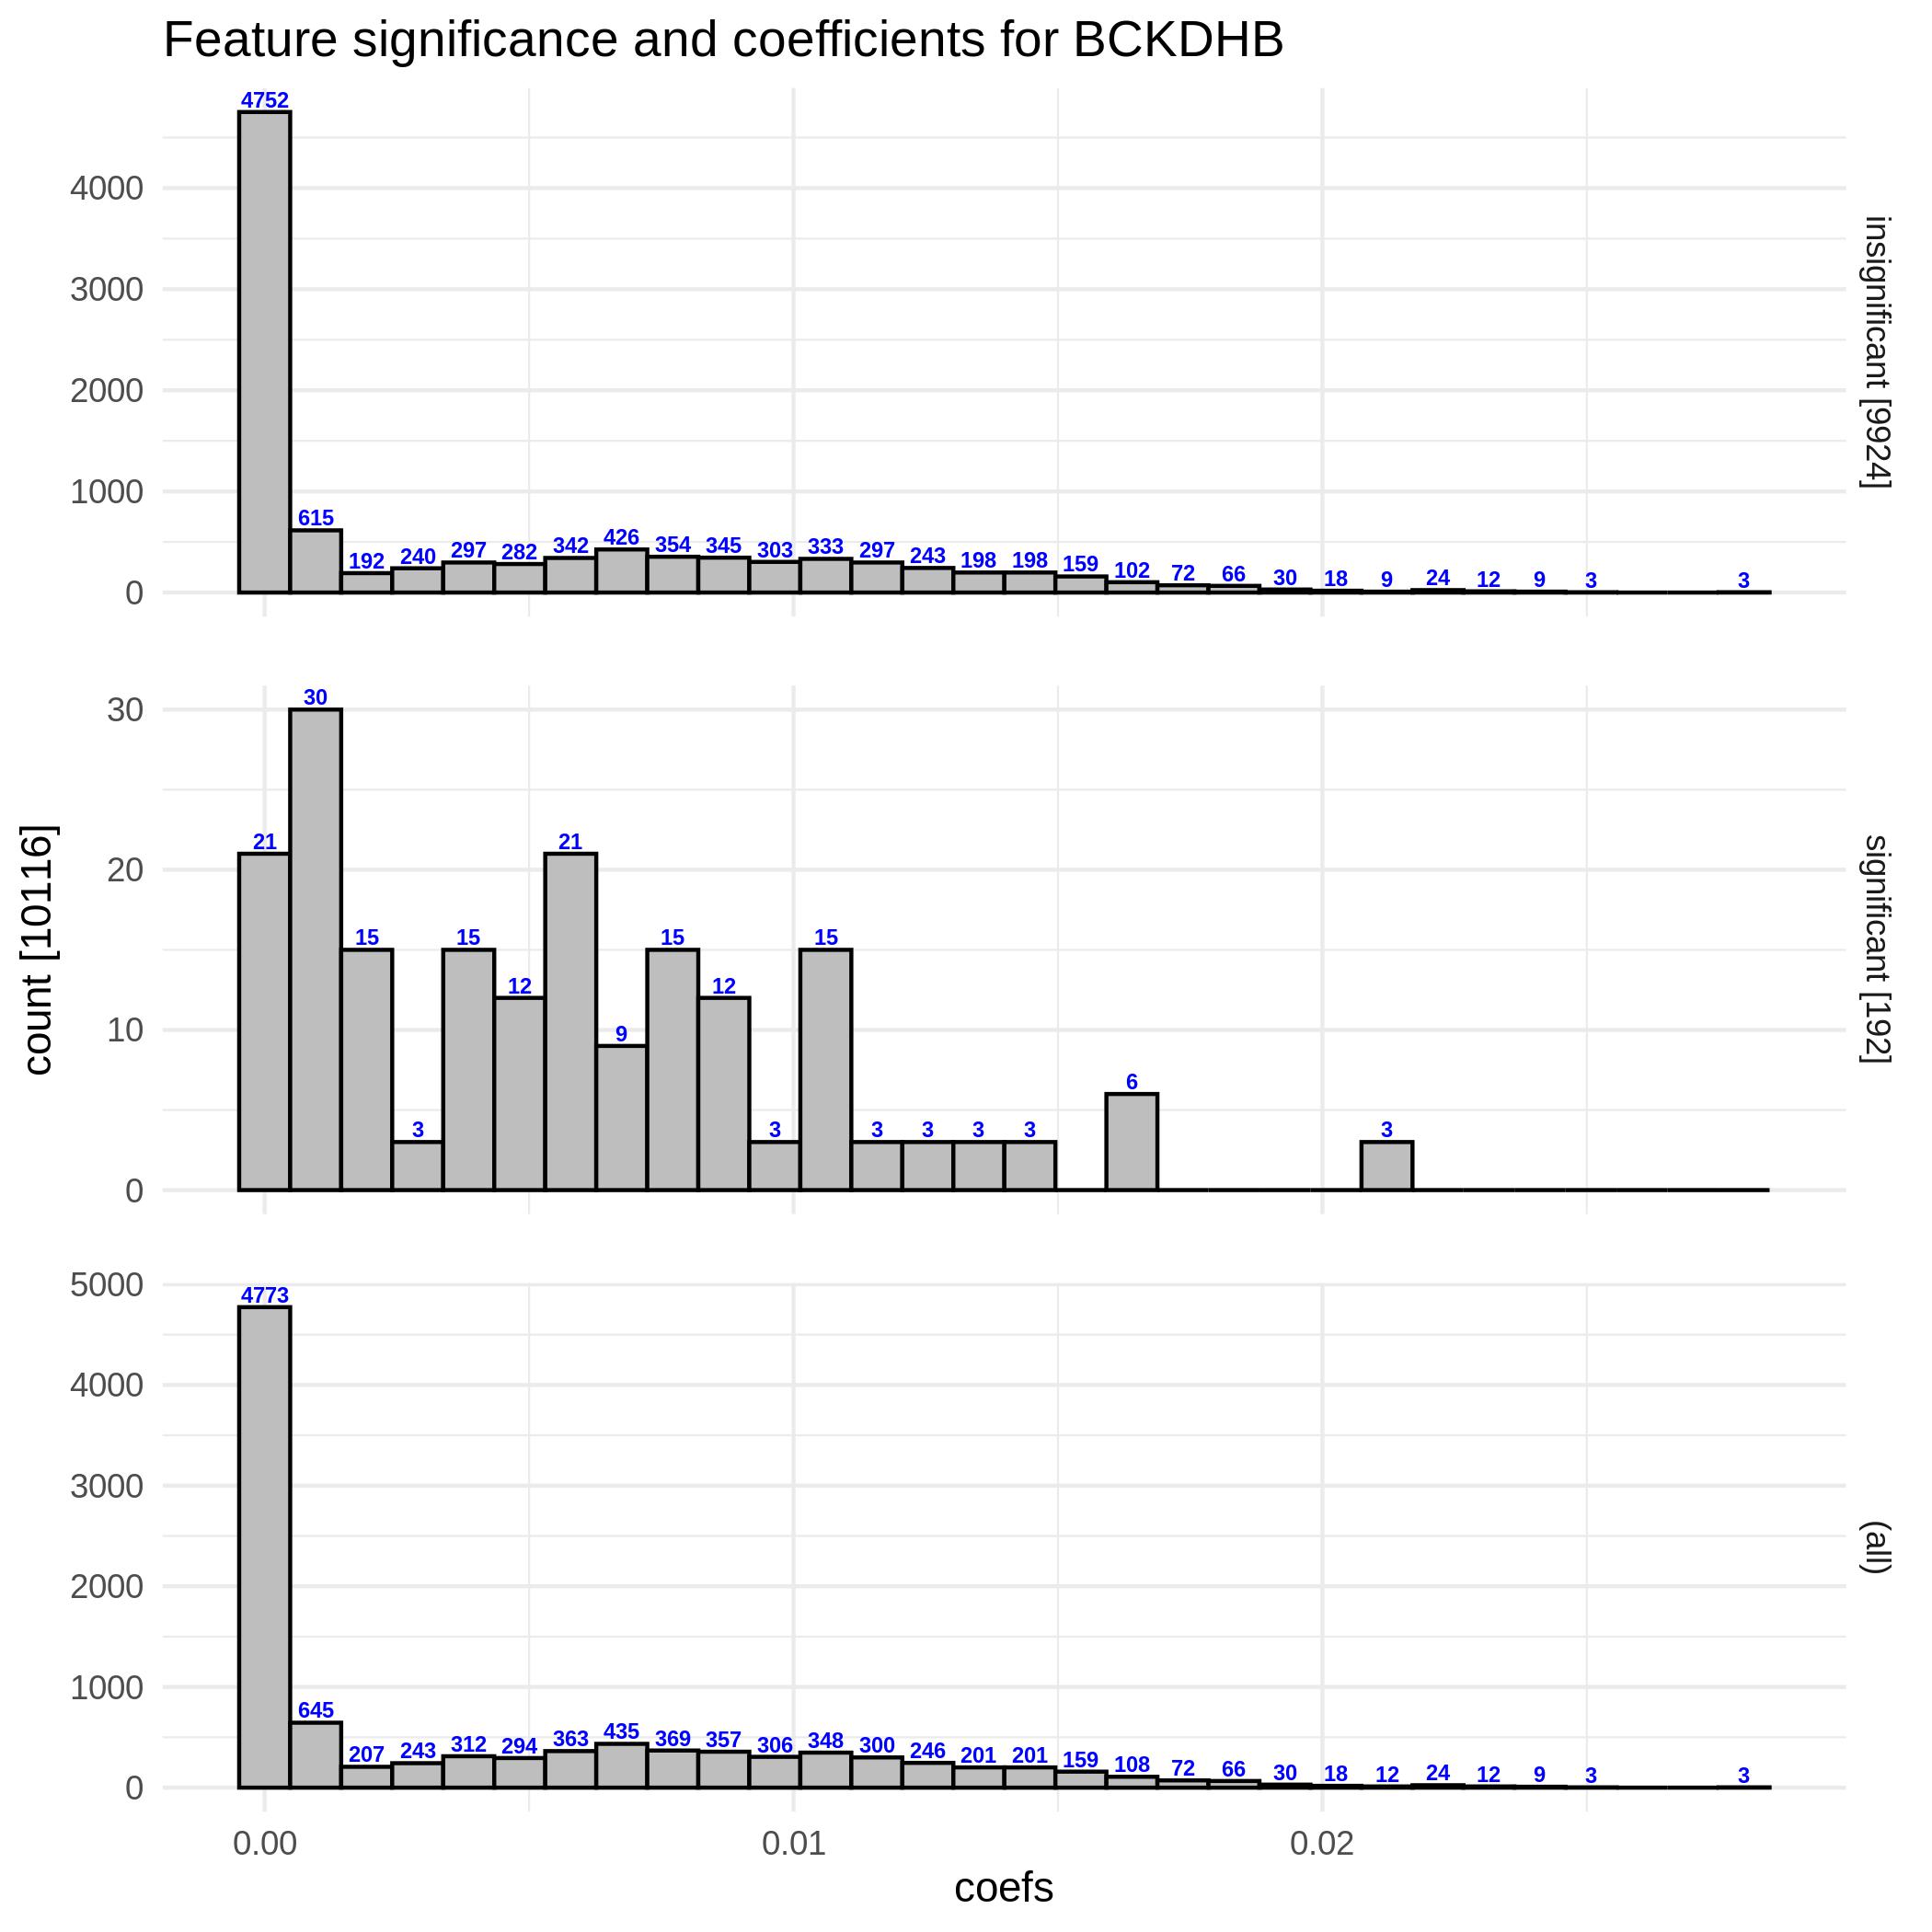 Feature significance and coefficients for BCKDHB
4752
4000
3000
2000
1000
0
615 192 240 297 282 342 426 354 345 303 333 297 243 198 198 159 102 72 66 30 18 9 24 12 9 3 3
insignificant [9924]
30
20
10
0
21 30 15 3 15 12 21 9 15 12 3 15 3 3 3 3 6 3
significant [192]
count [10116]
5000
4773
4000
3000
2000
1000
0
645 207 243 312 294 363 435 369 357 306 348 300 246 201 201 159 108 72 66 30 18 12 24 12 9 3 3
(all)
0.00 0.01 0.02
coefs